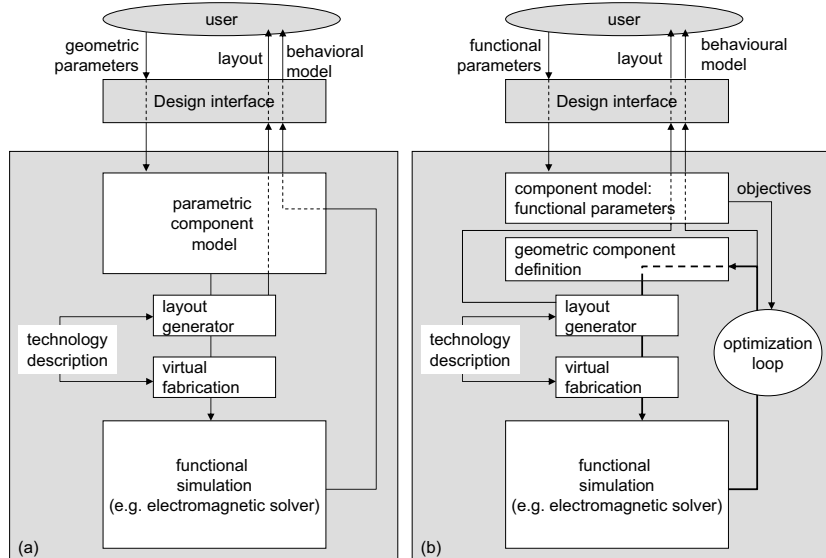 user
geometric
parameters
layout
behavioral
model
Design interface
parametric
component
model
layout
generator
technology
description
virtual
fabrication
functional
simulation
(e.g. electromagnetic solver)
(a)
user
functional
parameters
layout
behavioural
model
Design interface
component model:
functional parameters
objectives
geometric component
definition
layout
generator
technology
description
optimization
loop
virtual
fabrication
functional
simulation
(e.g. electromagnetic solver)
(b)